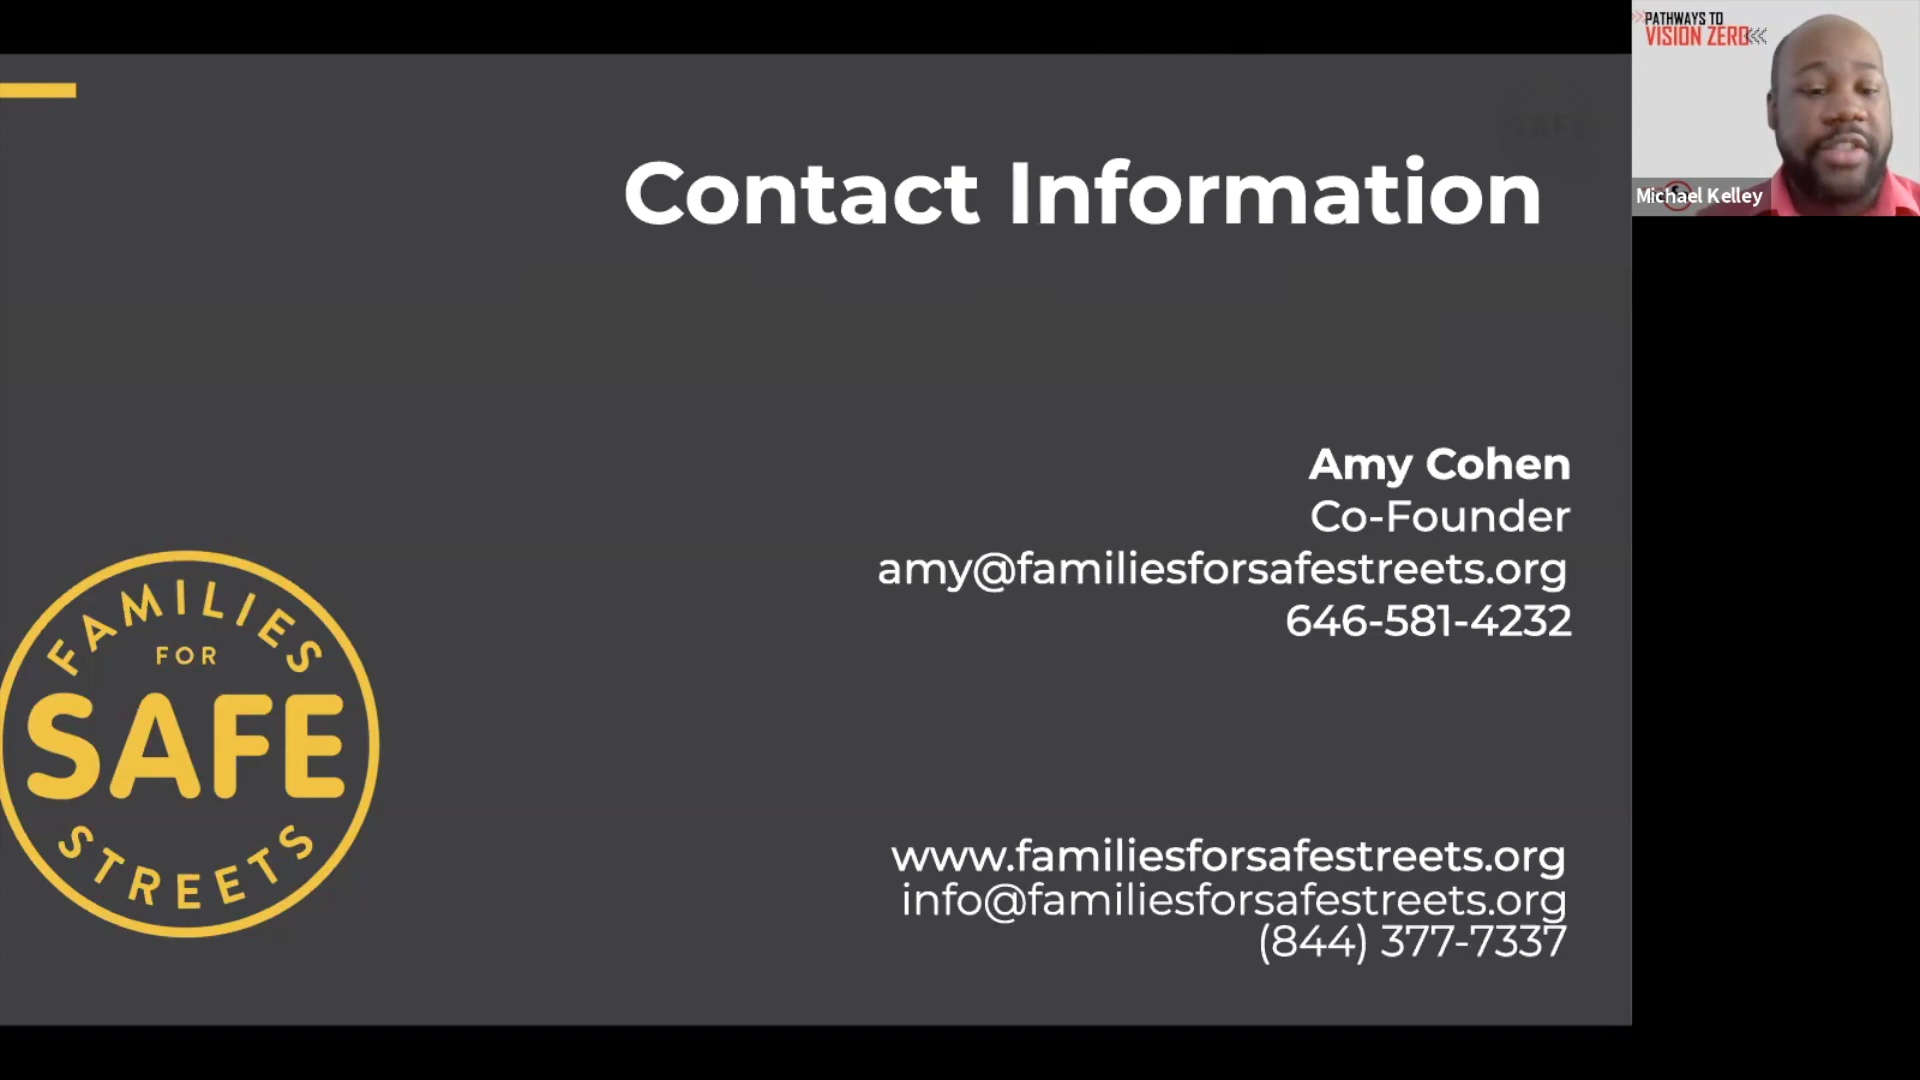 Contact Information
Amy Cohen
Co-Founder
amy@familiesforsafestreets.org
646-581-4232
FAMILIES
FOR
SAFE
STREETS
www.familiesforsafestreets.org
info@familiesforsafestreets.org
(844) 377-7337
PATHWAYS TO
VISION ZERO
Michael Kelley
SAFE